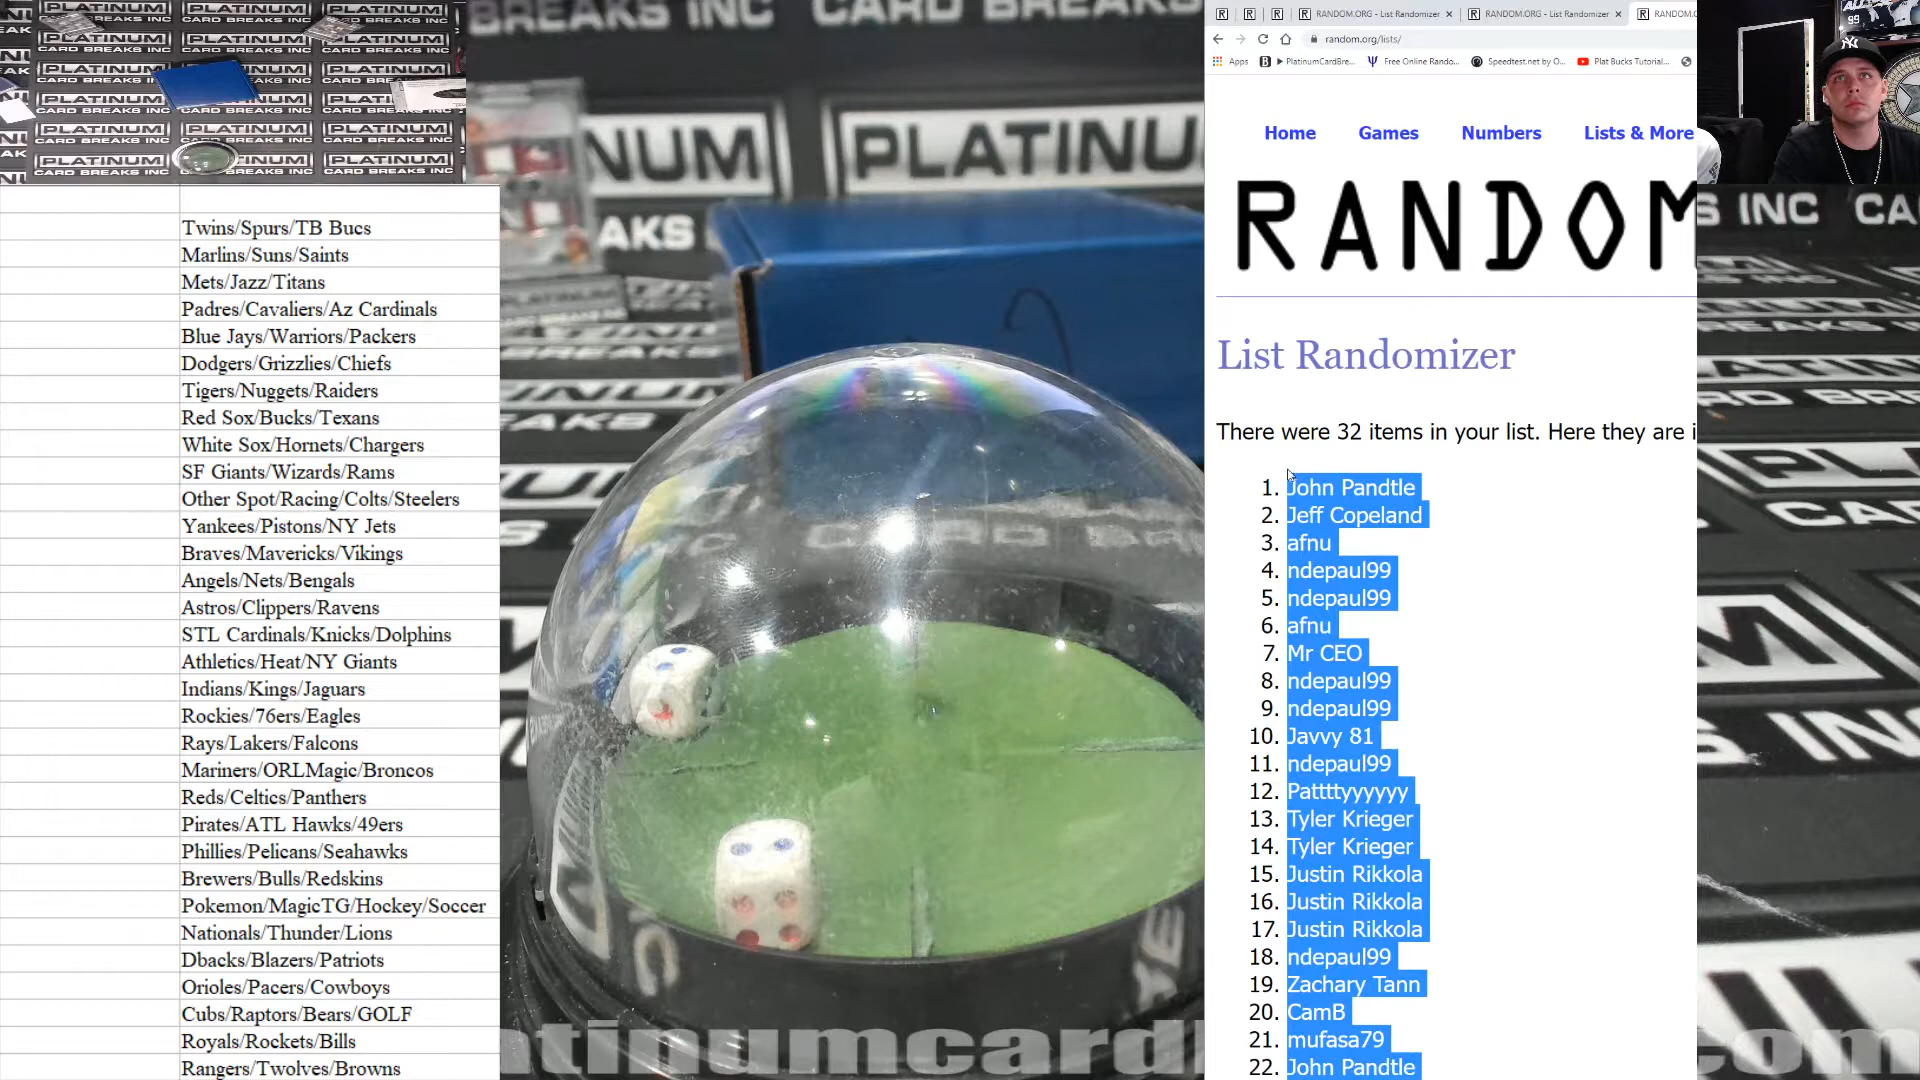 Twins/Spurs/TB Bucs
Marlins/Suns/Saints
Mets/Jazz/Titans
Padres/Cavaliers/Az Cardinals
Blue Jays/Warriors/Packers
Dodgers/Grizzlies/Chiefs
Tigers/Nuggets/Raiders
Red Sox/Bucks/Texans
White Sox/Hornets/Chargers
SF Giants/Wizards/Rams
Other Spot/Racing/Colts/Steelers
Yankees/Pistons/NY Jets
Braves/Mavericks/Vikings
Angels/Nets/Bengals
Astros/Clippers/Ravens
STL Cardinals/Knicks/Dolphins
Athletics/Heat/NY Giants
Indians/Kings/Jaguars
Rockies/76ers/Eagles
Rays/Lakers/Falcons
Mariners/ORLMagic/Broncos
Reds/Celtics/Panthers
Pirates/ATL Hawks/49ers
Phillies/Pelicans/Seahawks
Brewers/Bulls/Redskins
Pokemon/MagicTG/Hockey/Soccer
Nationals/Thunder/Lions
Dbacks/Blazers/Patriots
Orioles/Pacers/Cowboys
Cubs/Raptors/Bears/GOLF
Royals/Rockets/Bills
Rangers/Twolves/Browns
PLATINUM
CARD BREAKS INC
atinumcard
com
RANDOM.ORG - List Randomizer
RANDOM.ORG - List Randomizer
RANDOM.O
random.org/lists/
Apps
PlatinumCardBre...
Free Online Rando...
Speedtest.net by O...
Plat Bucks Tutorial...
Home Games Numbers Lists & More
RANDOM
List Randomizer
There were 32 items in your list. Here they are i
1. John Pandtle
2. Jeff Copeland
3. afnu
4. ndepaul99
5. ndepaul99
6. afnu
7. Mr CEO
8. ndepaul99
9. ndepaul99
10. Javvy 81
11. ndepaul99
12. Pattttyyyyyy
13. Tyler Krieger
14. Tyler Krieger
15. Justin Rikkola
16. Justin Rikkola
17. Justin Rikkola
18. ndepaul99
19. Zachary Tann
20. CamB
21. mufasa79
22. John Pandtle